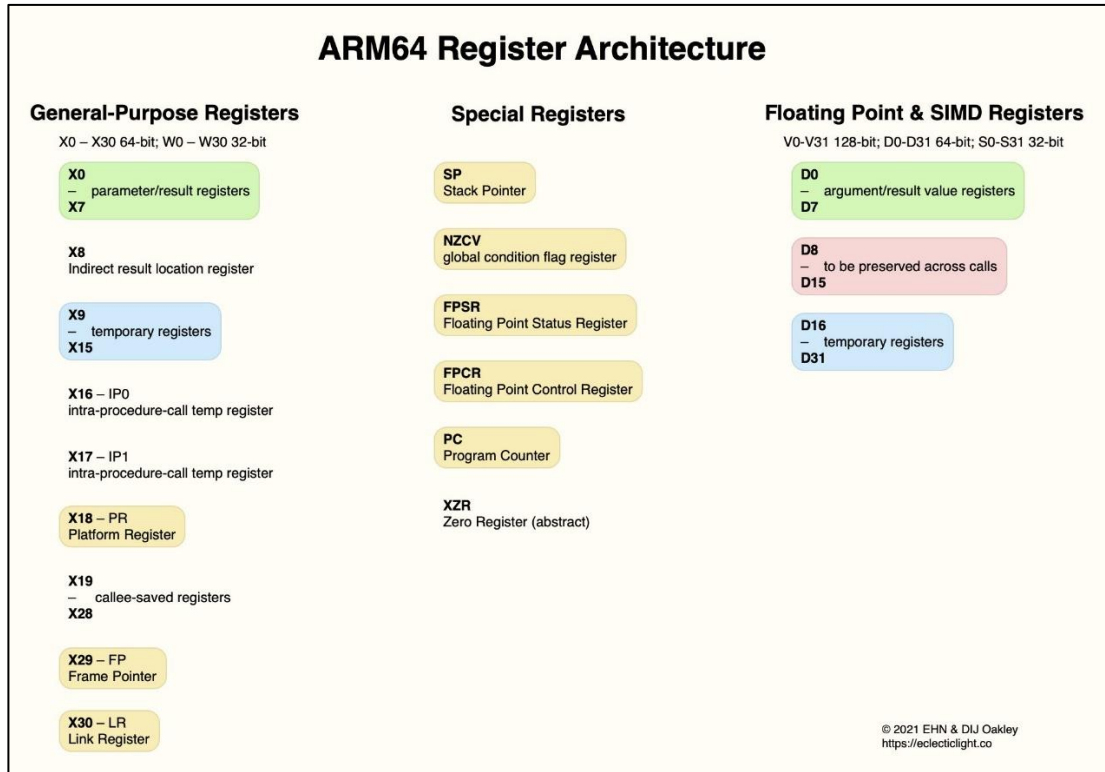 ARM64 Register Architecture
General-Purpose Registers
X0 – X30 64-bit; W0 – W30 32-bit
X0
– parameter/result registers
X7
X8
Indirect result location register
X9
– temporary registers
X15
X16 – IP0
intra-procedure-call temp register
X17 – IP1
intra-procedure-call temp register
X18 – PR
Platform Register
X19
– callee-saved registers
X28
X29 – FP
Frame Pointer
X30 – LR
Link Register
Special Registers
SP
Stack Pointer
NZCV
global condition flag register
FPSR
Floating Point Status Register
FPCR
Floating Point Control Register
PC
Program Counter
XZR
Zero Register (abstract)
Floating Point & SIMD Registers
V0-V31 128-bit; D0-D31 64-bit; S0-S31 32-bit
D0
– argument/result value registers
D7
D8
– to be preserved across calls
D15
D16
– temporary registers
D31
© 2021 EHN & DIJ Oakley
https://eclecticlight.co